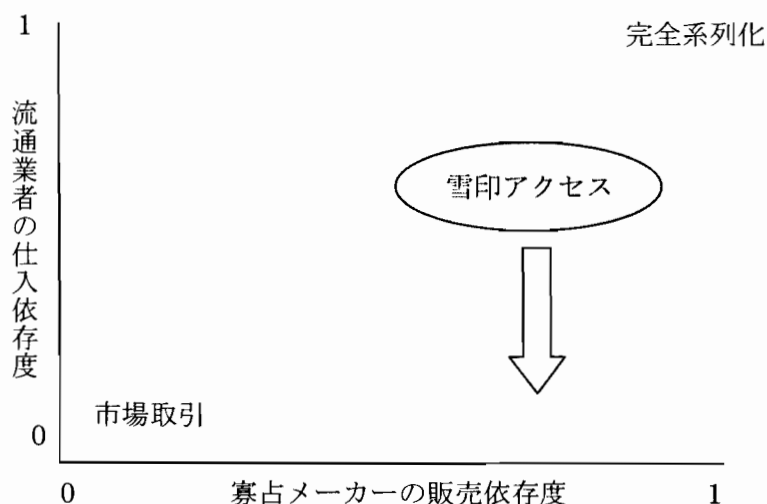 1
完全系列化
流通業者の仕入依存度
雪印アクセス
市場取引
0
0
寡占メーカーの販売依存度
1